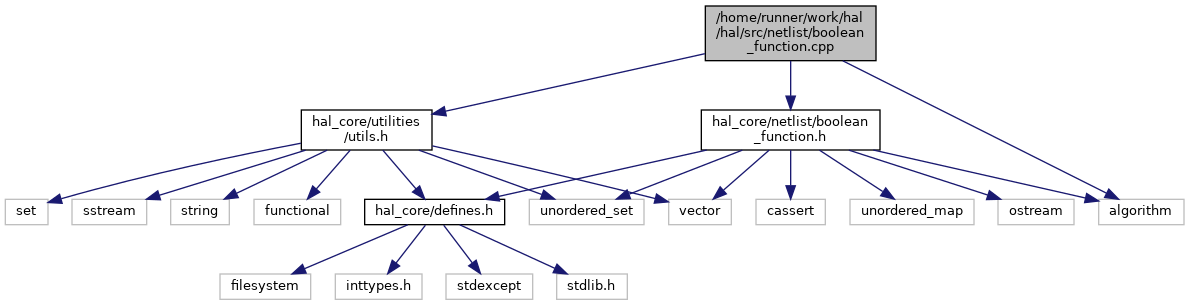 /home/runner/work/hal
/hal/src/netlist/boolean
_function.cpp
hal_core/utilities
/utils.h
hal_core/netlist/boolean
_function.h
set
sstream
string
functional
hal_core/defines.h
unordered_set
vector
cassert
unordered_map
ostream
algorithm
filesystem
inttypes.h
stdexcept
stdlib.h